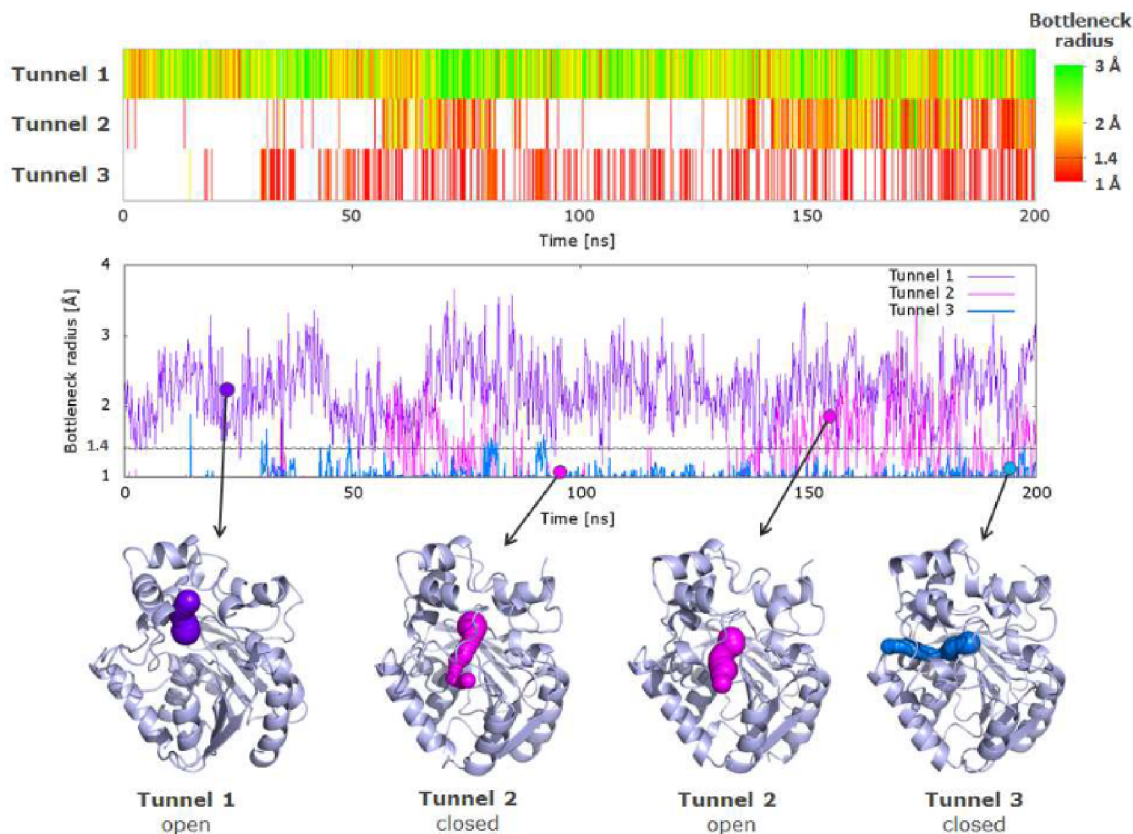 Bottleneck
radius
Tunnel 1
3 Å
Tunnel 2
2 Å
1.4
Tunnel 3
1 Å
0 50 100 150 200
Time [ns]
4
Tunnel 1
Tunnel 2
Tunnel 3
3
Bottleneck radius [Å]
2
1.4
1
0 50 100 150 200
Time [ns]
Tunnel 1 Tunnel 2 Tunnel 2 Tunnel 3
open closed open closed